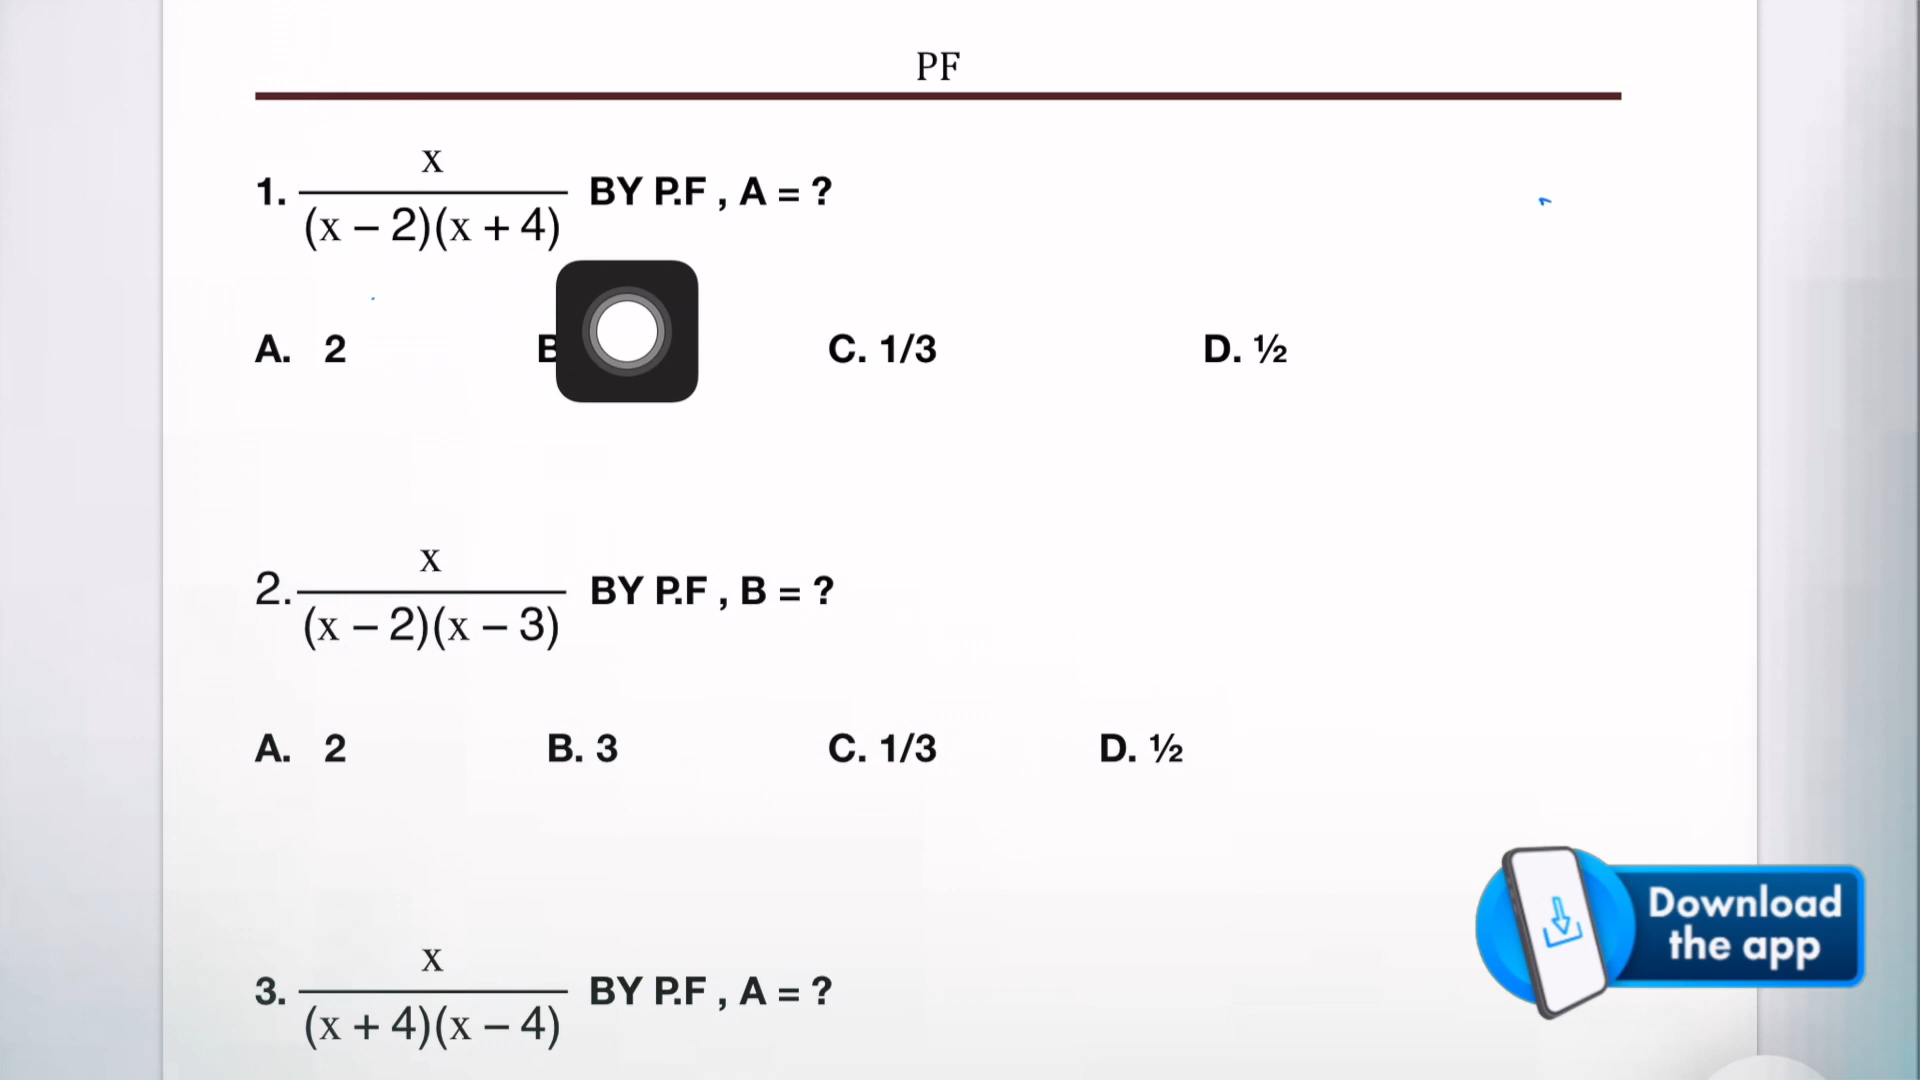 PF
1. x / (x – 2)(x + 4) BY P.F , A = ?
A. 2 B C. 1/3 D. ½
2. x / (x – 2)(x – 3) BY P.F , B = ?
A. 2 B. 3 C. 1/3 D. ½
3. x / (x + 4)(x – 4) BY P.F , A = ?
Download
the app